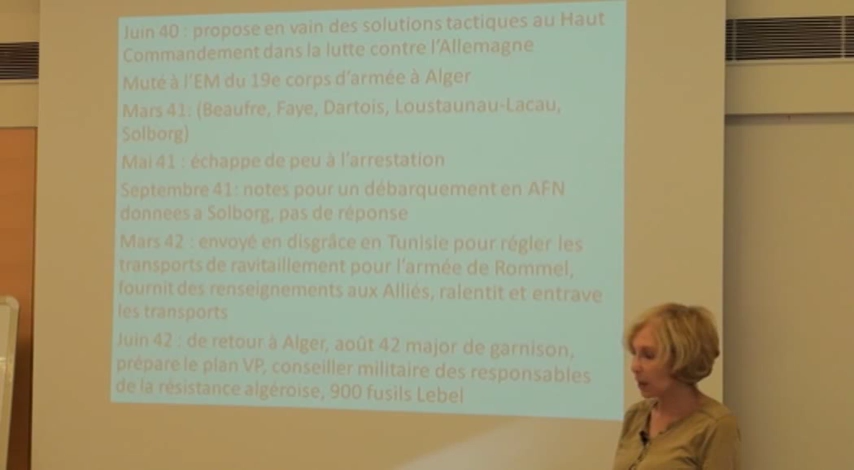 Juin 40 : propose en vain des solutions tactiques au Haut
Commandement dans la lutte contre l'Allemagne
Muté à l'EM du 19e corps d'armée à Alger
Mars 41: (Beaufre, Faye, Dartois, Loustaunau-Lacau,
Solborg)
Mai 41 : échappe de peu à l'arrestation
Septembre 41: notes pour un débarquement en AFN
donnees a Solborg, pas de réponse
Mars 42 : envoyé en disgrâce en Tunisie pour régler les
transports de ravitaillement pour l'armée de Rommel,
fournit des renseignements aux Alliés, ralentit et entrave
les transports
Juin 42 : de retour à Alger, août 42 major de garnison,
prépare le plan VP, conseiller militaire des responsables
de la résistance algéroise, 900 fusils Lebel